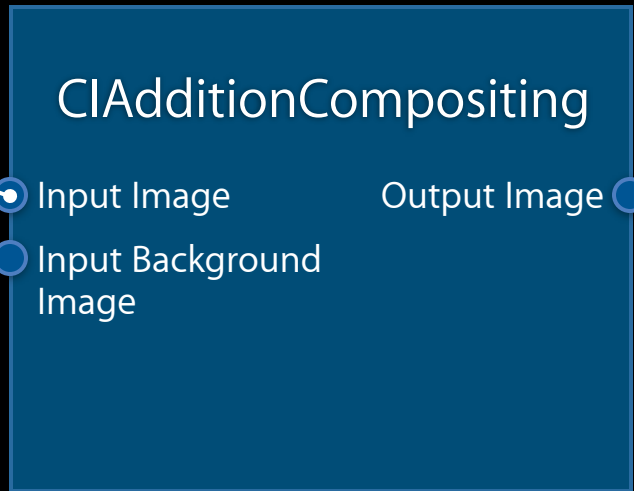 CIAdditionCompositing
Input Image
Output Image
Input Background
Image